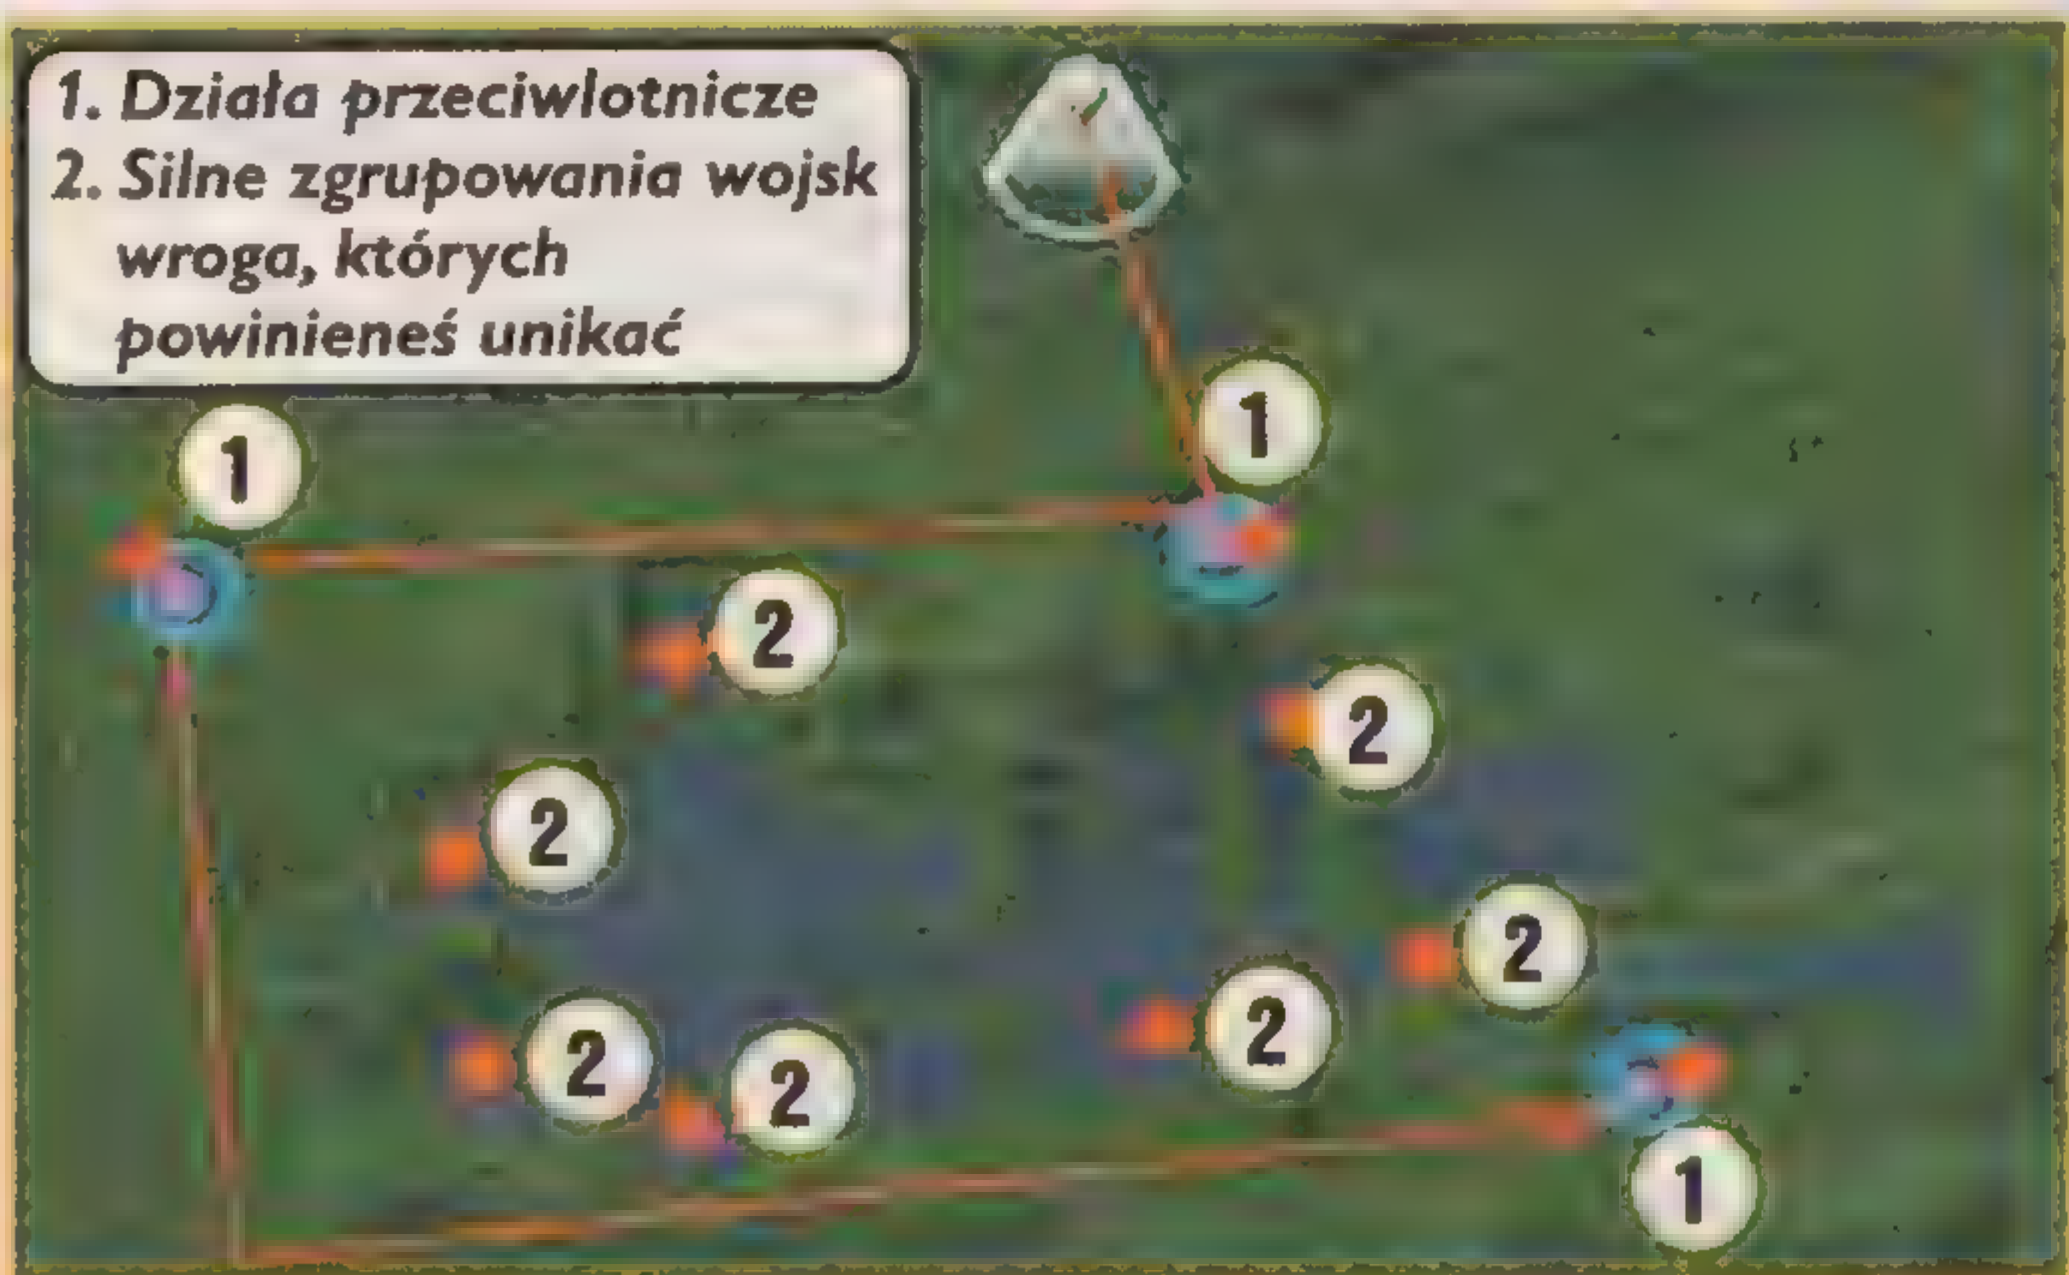 1. Działa przeciwlotnicze
2. Silne zgrupowania wojsk
wroga, których
powinieneś unikać
1
1
2
2
2
2
2
2
2
1